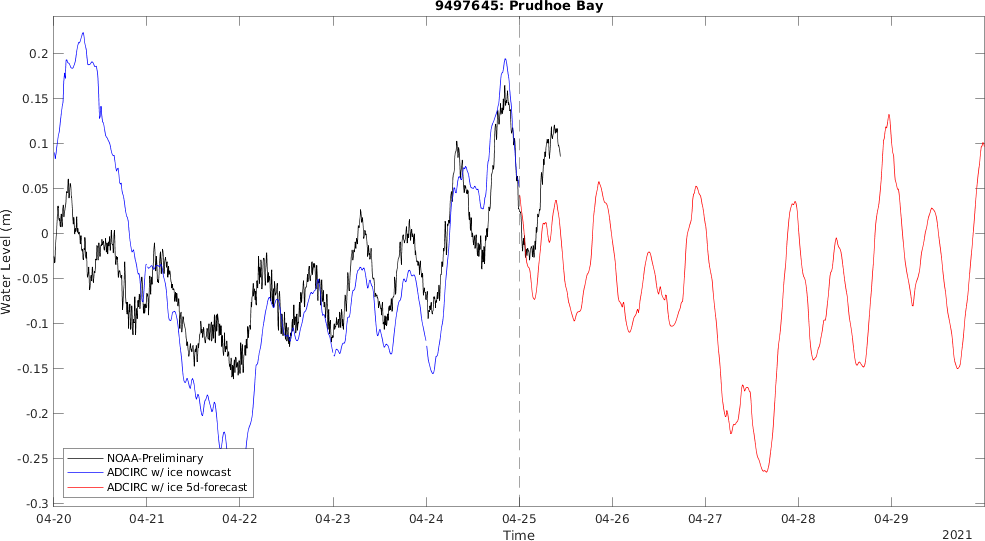 9497645: Prudhoe Bay
0.2
0.15
0.1
0.05
0
-0.05
-0.1
-0.15
-0.2
-0.25
-0.3
Water Level (m)
NOAA-Preliminary
ADCIRC w/ ice nowcast
ADCIRC w/ ice 5d-forecast
04-20 04-21 04-22 04-23 04-24 04-25 04-26 04-27 04-28 04-29
Time
2021